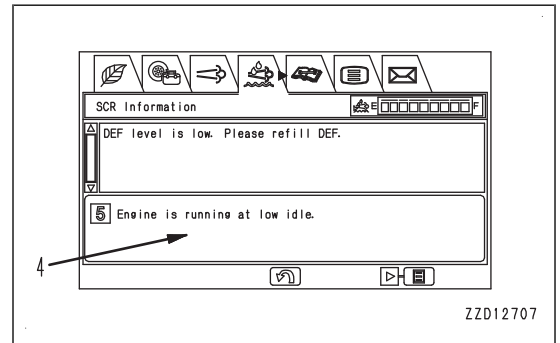 SCR Information
E F
DEF level is low. Please refill DEF.
5 Engine is running at low idle.
4
ZZD12707